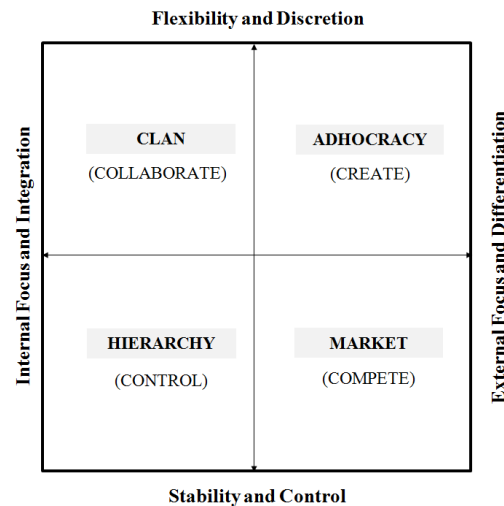 Flexibility and Discretion
Internal Focus and Integration
CLAN
(COLLABORATE)
ADHOCRACY
(CREATE)
HIERARCHY
(CONTROL)
MARKET
(COMPETE)
External Focus and Differentiation
Stability and Control